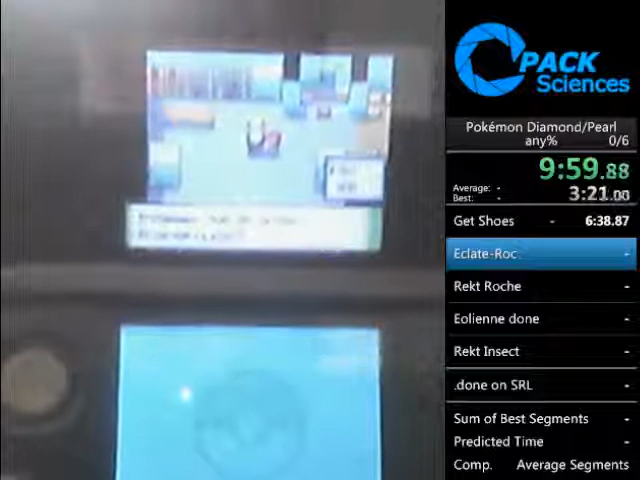 PACK
Sciences
Pokémon Diamond/Pearl
any% 0/6
9:59.88
Average: -
Best: - 3:21.00
Get Shoes - 6:38.87
Eclate-Roc -
Rekt Roche -
Eolienne done -
Rekt Insect -
.done on SRL -
Sum of Best Segments -
Predicted Time -
Comp. Average Segments